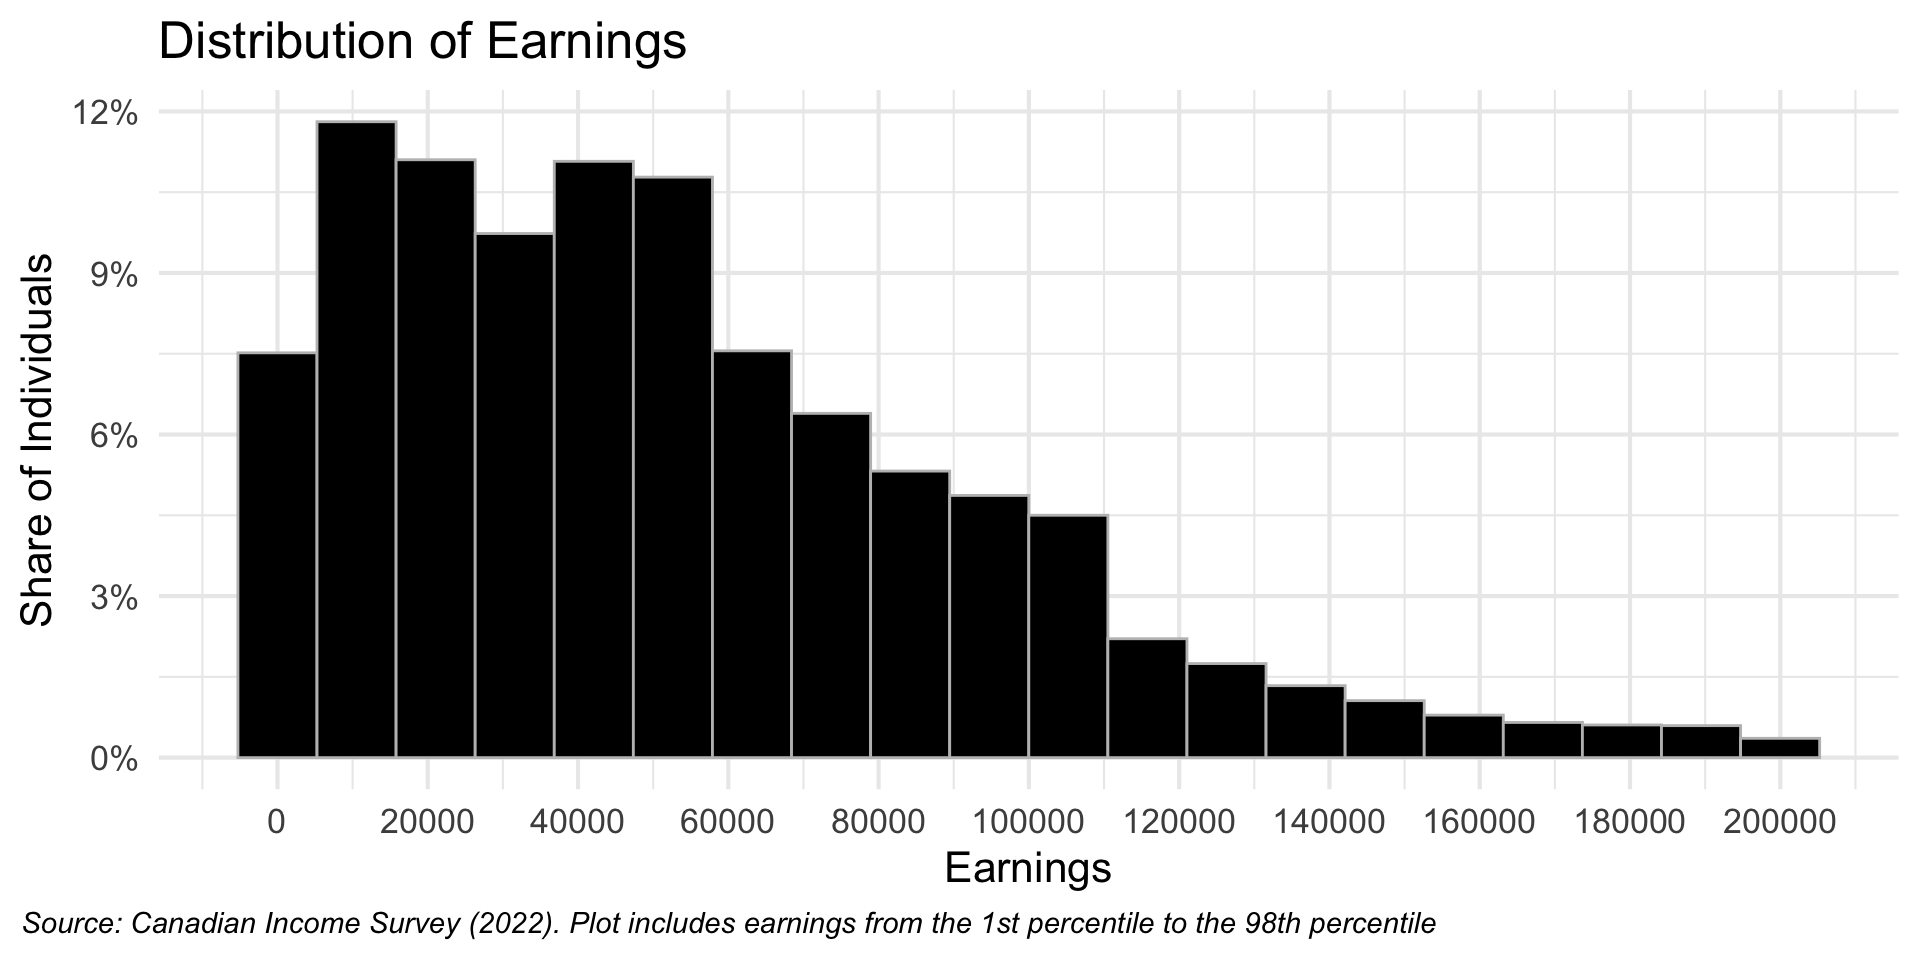 Distribution of Earnings
12%
9%
6%
3%
0%
Share of Individuals
0 20000 40000 60000 80000 100000 120000 140000 160000 180000 200000
Earnings
Source: Canadian Income Survey (2022). Plot includes earnings from the 1st percentile to the 98th percentile